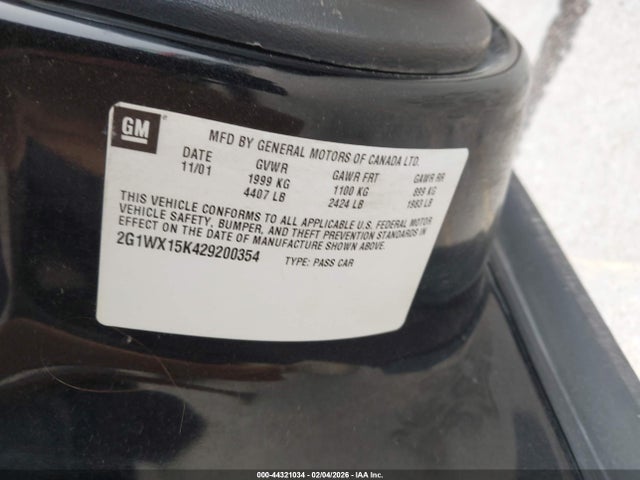 GM
MFD BY GENERAL MOTORS OF CANADA LTD.
DATE GVWR GAWR FRT GAWR RR
11/01 1999 KG 1100 KG 899 KG
4407 LB 2424 LB 1983 LB
THIS VEHICLE CONFORMS TO ALL APPLICABLE U.S. FEDERAL MOTOR
VEHICLE SAFETY, BUMPER, AND THEFT PREVENTION STANDARDS IN
EFFECT ON THE DATE OF MANUFACTURE SHOWN ABOVE.
2G1WX15K429200354 TYPE: PASS CAR
000-44321034 | 02/04/2026 - IAA Inc.